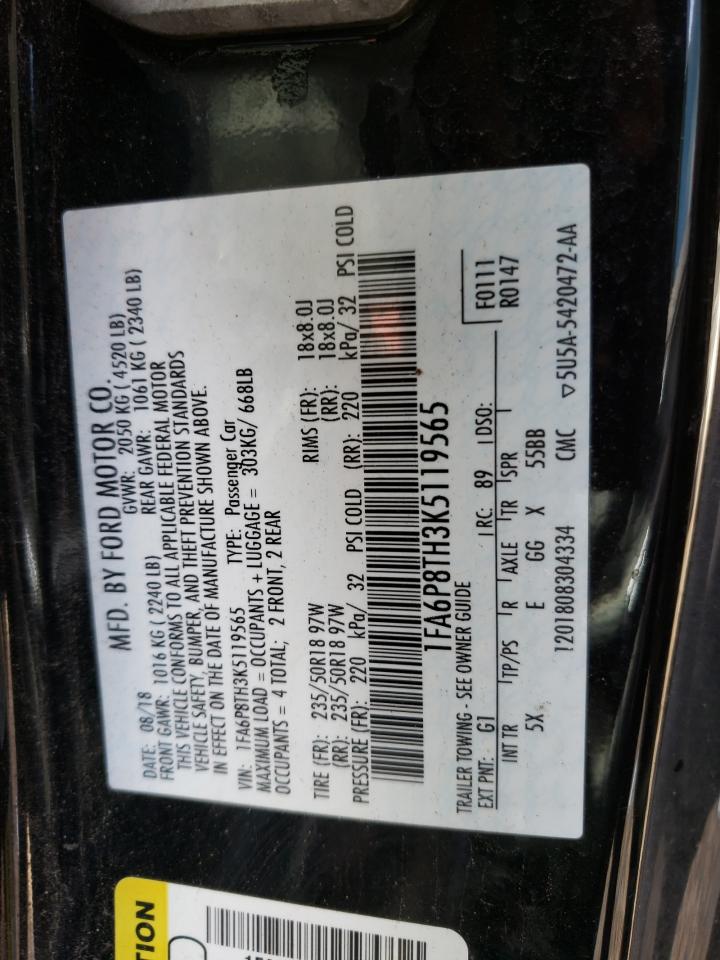 MFD. BY FORD MOTOR CO.
DATE: 08/18 GVWR: 2050 KG ( 4520 LB)
FRONT GAWR: 1016 KG ( 2240 LB) REAR GAWR: 1061 KG ( 2340 LB)
THIS VEHICLE CONFORMS TO ALL APPLICABLE FEDERAL MOTOR
VEHICLE SAFETY, BUMPER, AND THEFT PREVENTION STANDARDS
IN EFFECT ON THE DATE OF MANUFACTURE SHOWN ABOVE.
VIN: 1FA6P8TH3K5119565 TYPE: Passenger Car
MAXIMUM LOAD = OCCUPANTS + LUGGAGE = 303KG/ 668LB
OCCUPANTS = 4 TOTAL; 2 FRONT, 2 REAR
TIRE (FR): 235/50R18 97W RIMS (FR): 18x8.0J
(RR): 235/50R18 97W (RR): 18x8.0J
PRESSURE (FR): 220 kPa/ 32 PSI COLD (RR): 220 kPa/ 32 PSI COLD
1FA6P8TH3K5119565
TRAILER TOWING - SEE OWNER GUIDE
F0111
R0147
EXT PNT: G1 RC: 89 DSO:
INT TR TP/PS R AXLE TR SPR
5X E GG X 55BB
1201808304334 CMC ▽5U5A-5420472-AA
TION